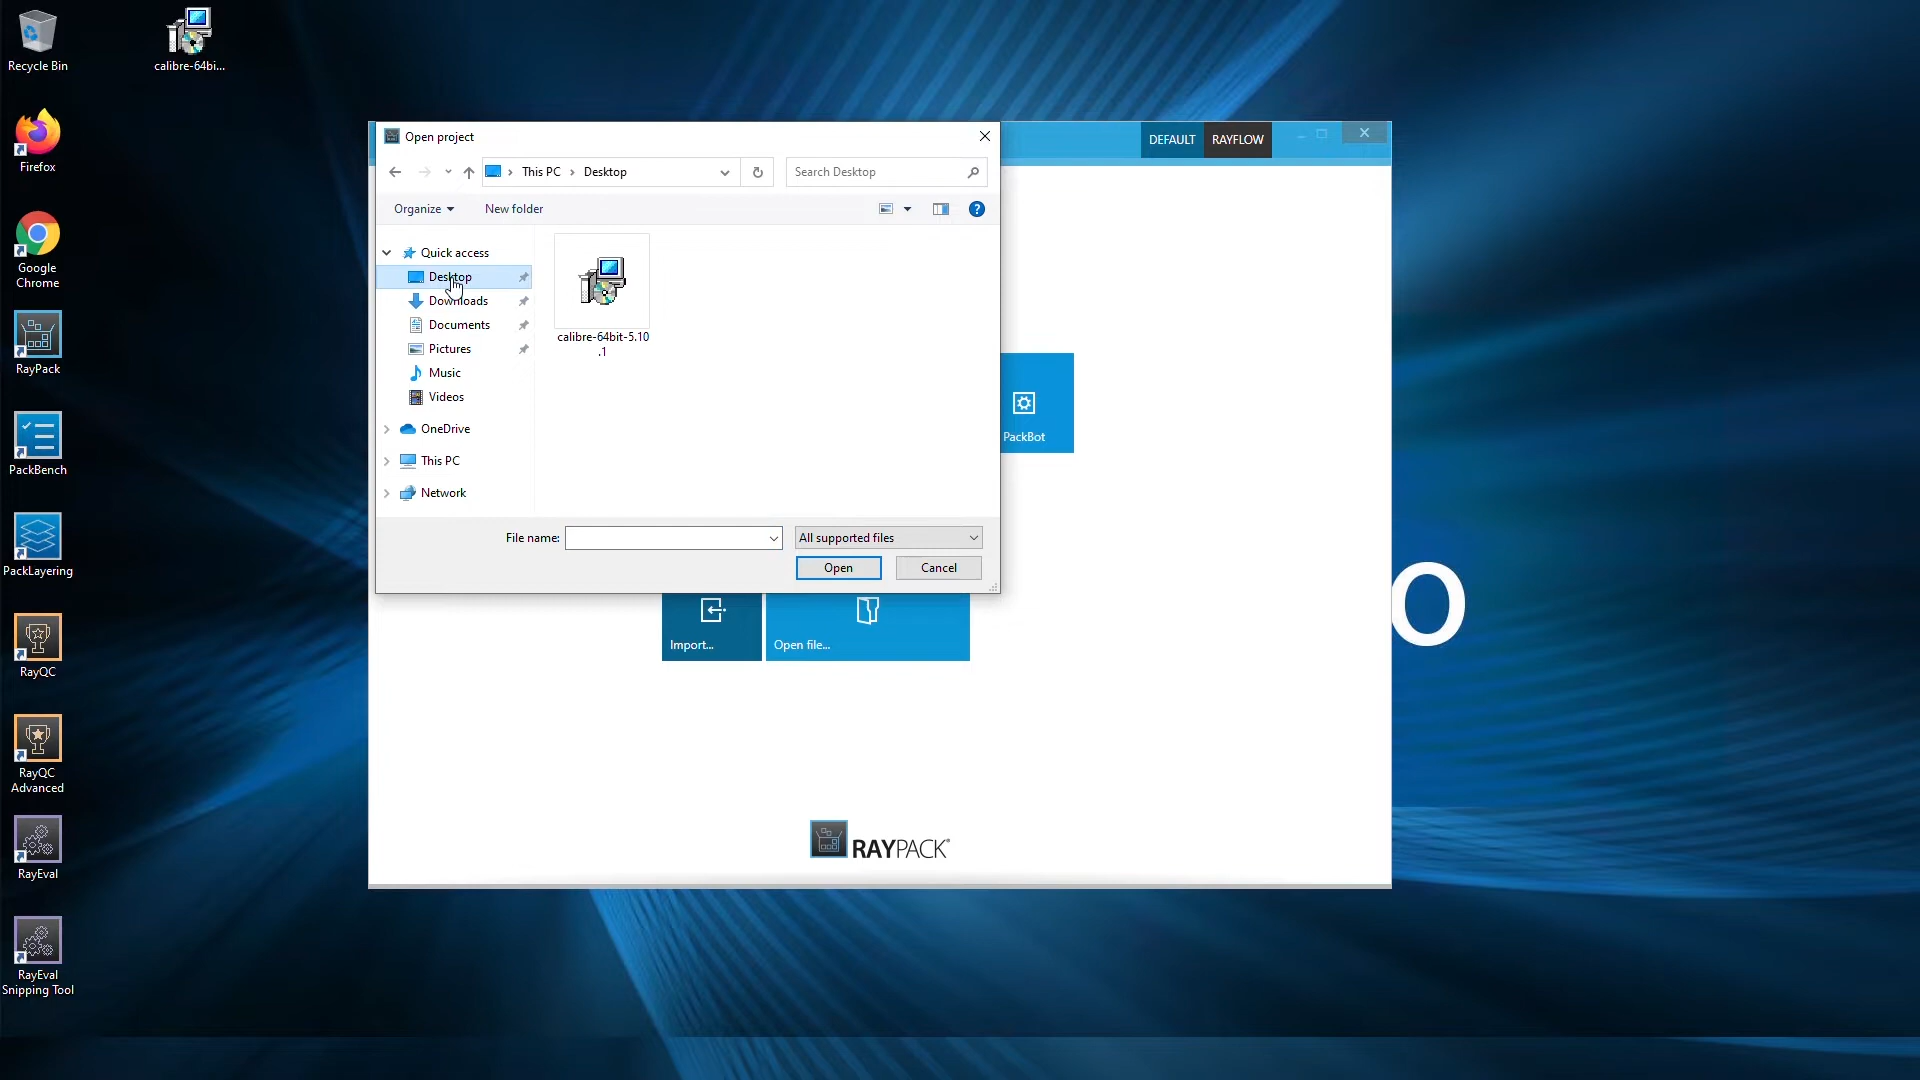 Recycle Bin
calibre-64bi...
Firefox
Google
Chrome
RayPack
PackBench
PackLayering
RayQC
RayQC
Advanced
RayEval
RayEval
Snipping Tool
Open project
DEFAULT
RAYFLOW
This PC
Desktop
Search Desktop
Organize
New folder
Quick access
Desktop
Downloads
Documents
Pictures
Music
Videos
OneDrive
This PC
Network
calibre-64bit-5.10
.1
File name:
All supported files
Open
Cancel
PackBot
Import...
Open file...
RAYPACK®
O